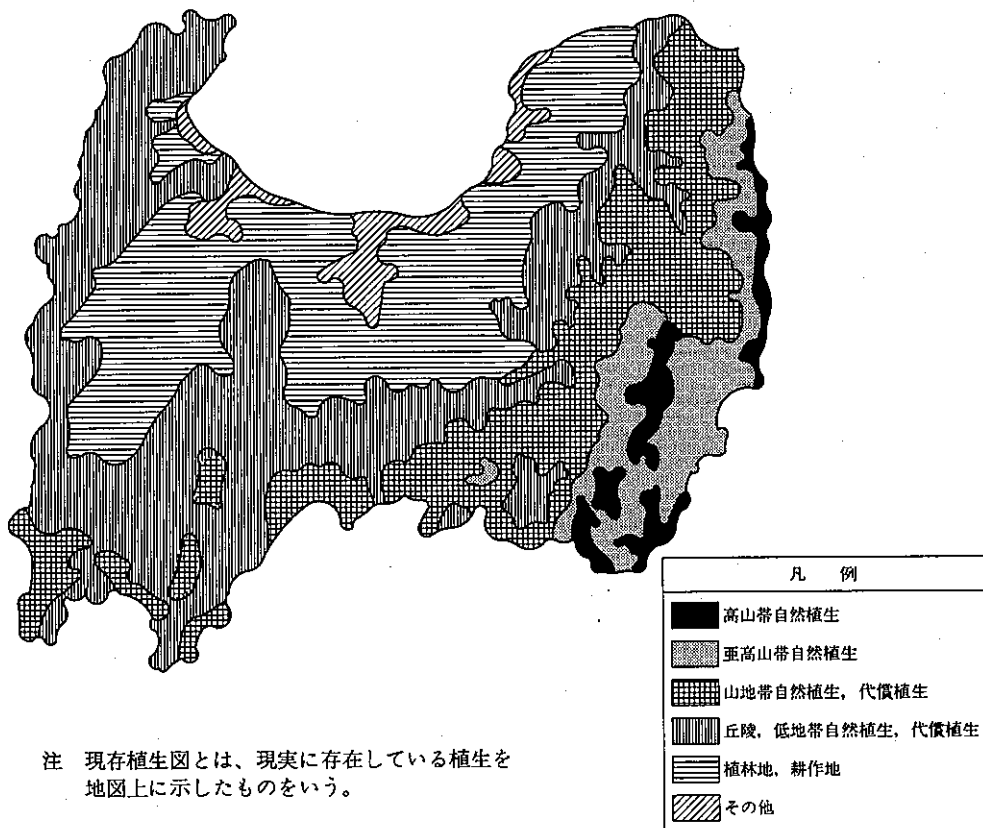 注 現存植生図とは、現実に存在している植生を
地図上に示したものをいう。
凡例
高山帯自然植生
亜高山帯自然植生
山地帯自然植生，代償植生
丘陵，低地帯自然植生，代償植生
植林地，耕作地
その他